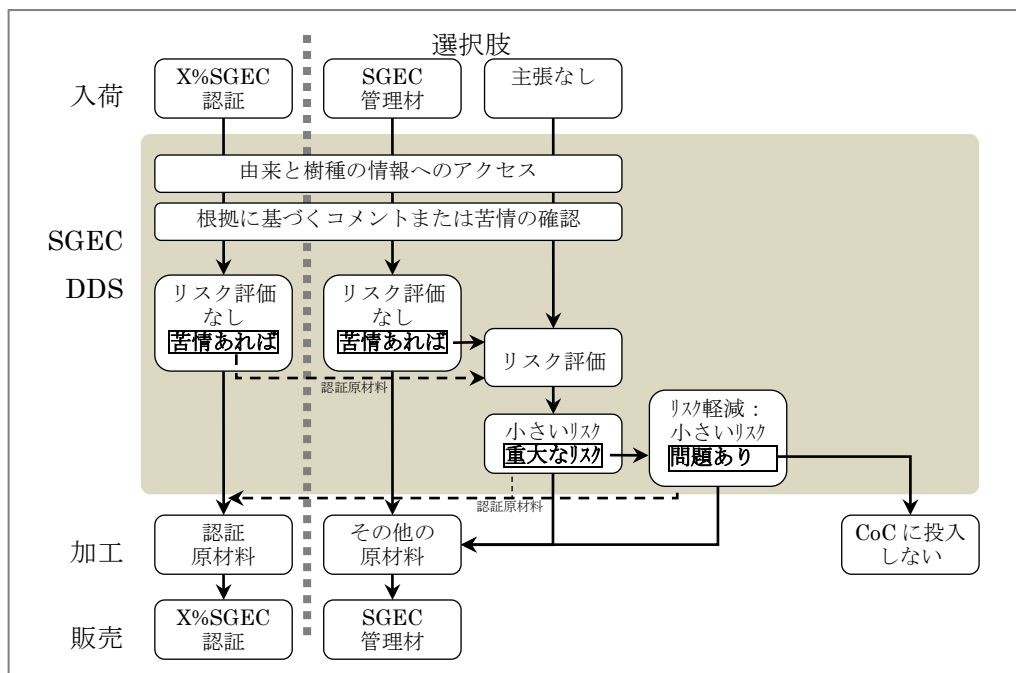 選択肢
入荷
X%SGEC
認証
SGEC
管理材
主張なし
由来と樹種の情報へのアクセス
根拠に基づくコメントまたは苦情の確認
SGEC
DDS
リスク評価
なし
苦情あれば
リスク評価
なし
苦情あれば
リスク評価
認証原材料
小さいリスク
重大なリスク
リスク軽減：
小さいリスク
問題あり
認証原材料
加工
認証
原材料
その他の
原材料
CoC に投入
しない
販売
X%SGEC
認証
SGEC
管理材